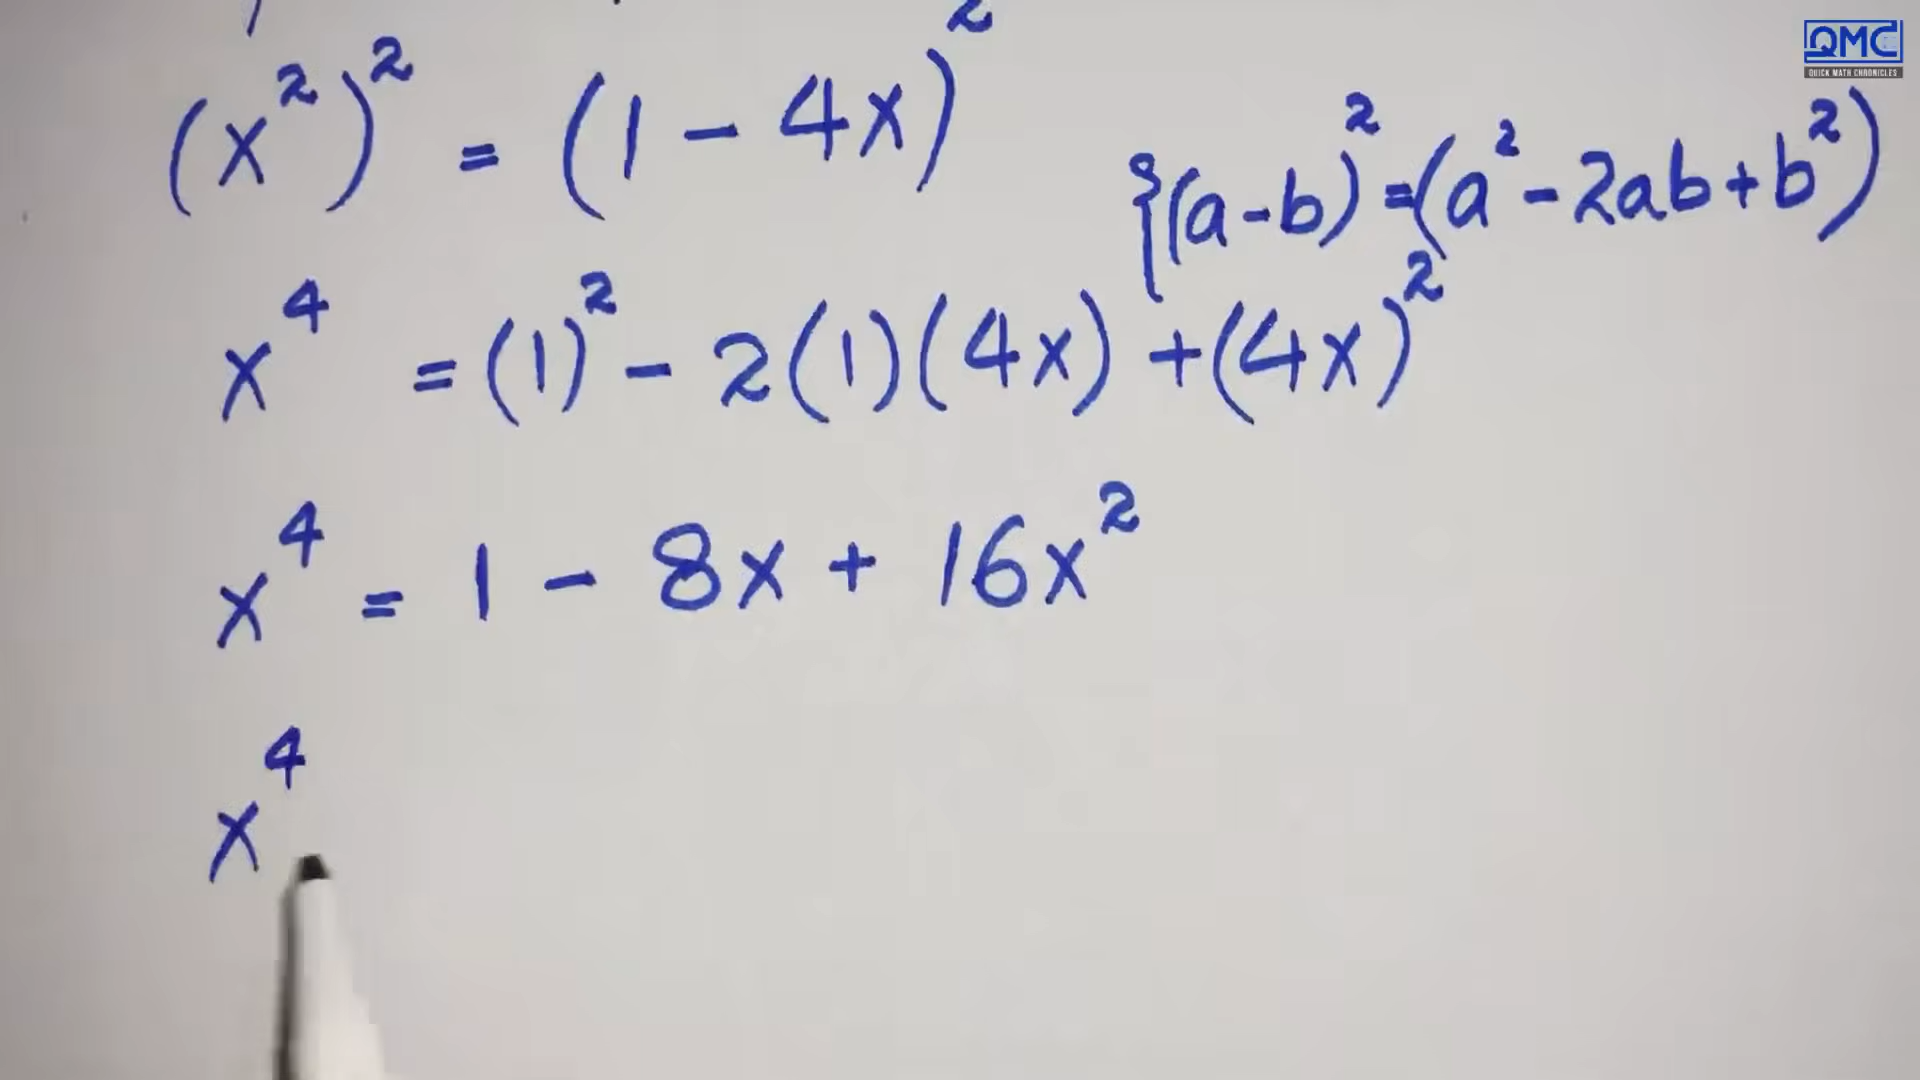 QMC
QUICK MATH CHRONICLES
(x²)² = (1 - 4x)²
{(a-b)² = (a² - 2ab + b²)
x⁴ = (1)² - 2(1)(4x) + (4x)²
x⁴ = 1 - 8x + 16x²
x⁴